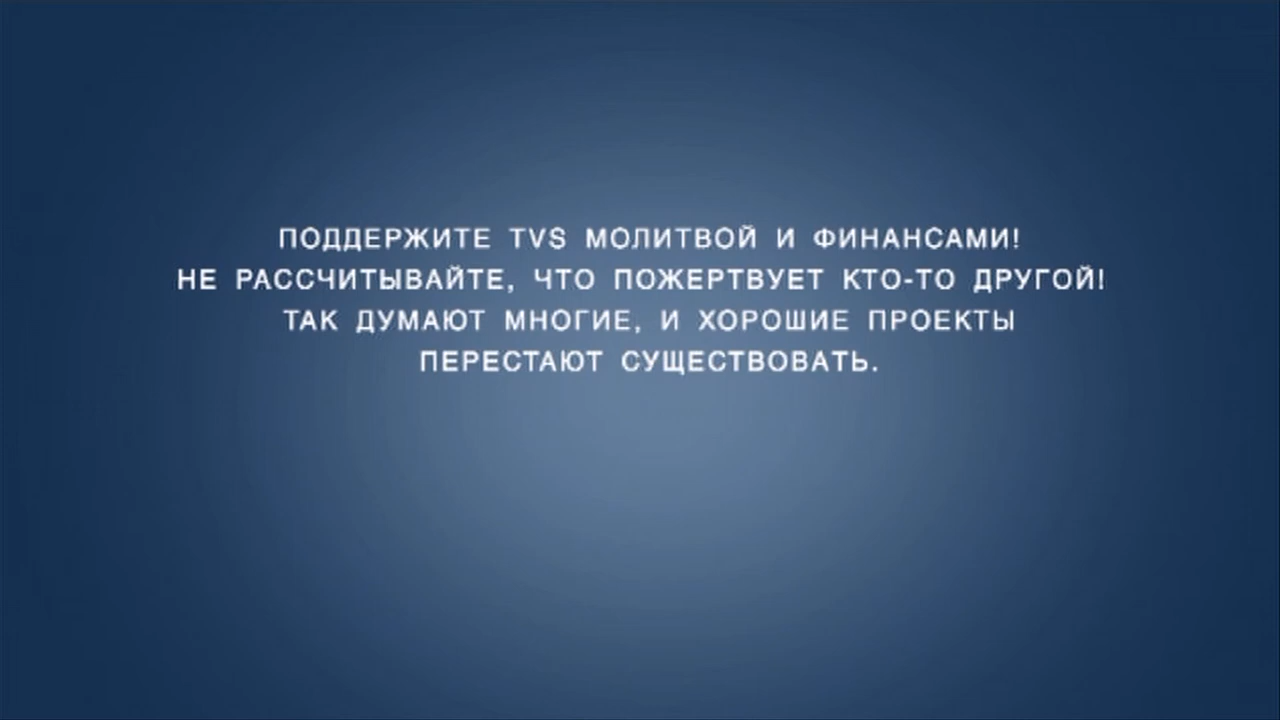 ПОДДЕРЖИТЕ TVS МОЛИТВОЙ И ФИНАНСАМИ!
НЕ РАССЧИТЫВАЙТЕ, ЧТО ПОЖЕРТВУЕТ КТО-ТО ДРУГОЙ!
ТАК ДУМАЮТ МНОГИЕ, И ХОРОШИЕ ПРОЕКТЫ
ПЕРЕСТАЮТ СУЩЕСТВОВАТЬ.